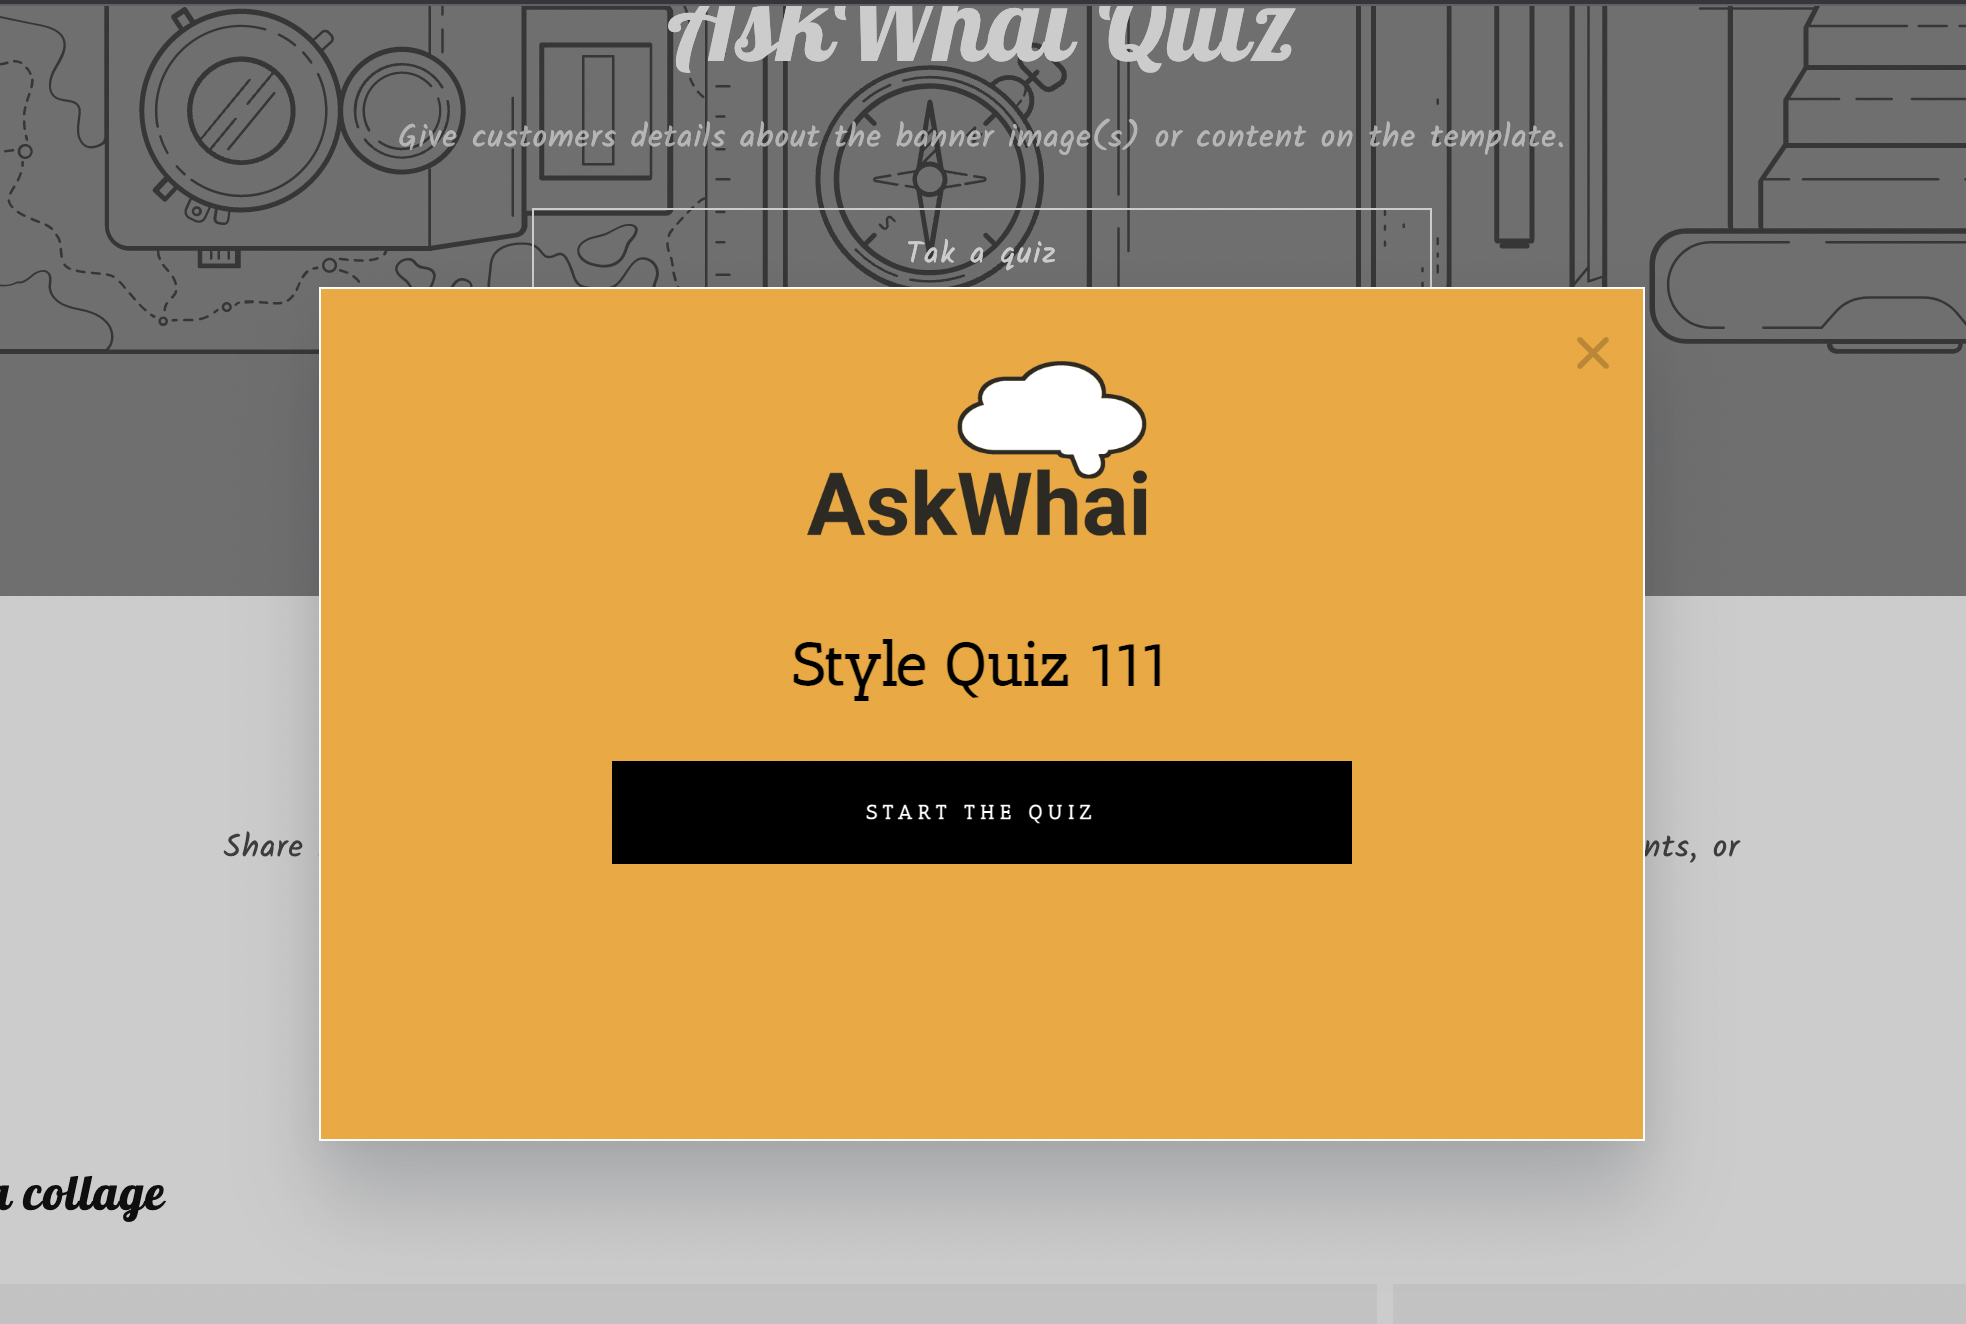 AskWhai Quiz
Give customers details about the banner image(s) or content on the template.
Tak a quiz
AskWhai
Style Quiz 111
START THE QUIZ
Share
nts, or
a collage